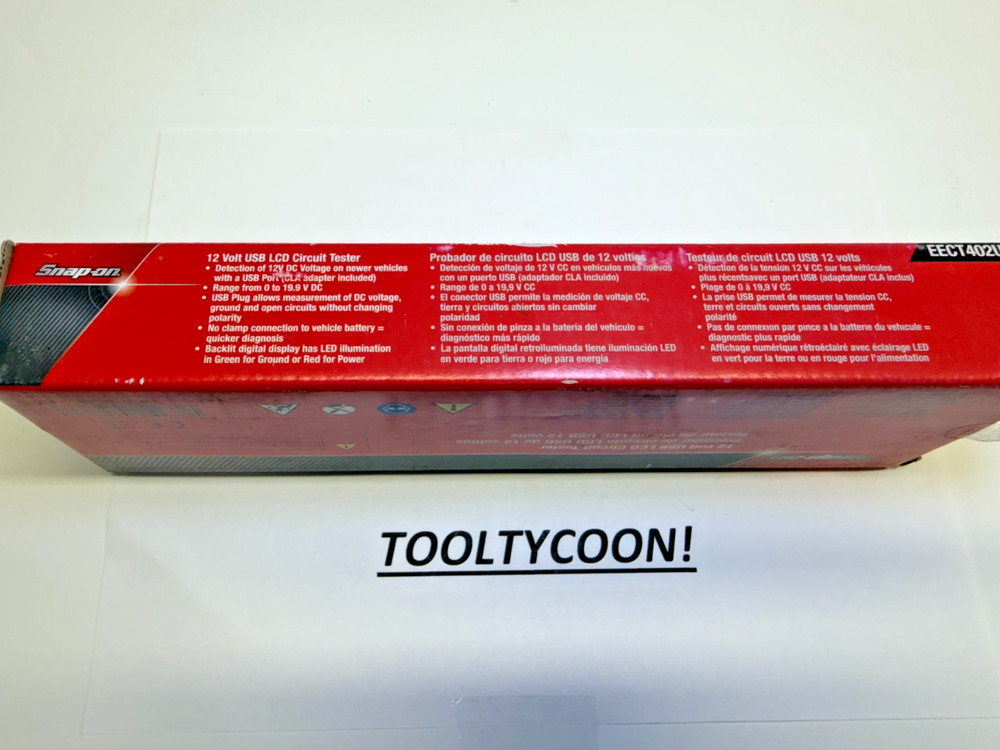 Snap-on
12 Volt USB LCD Circuit Tester
• Detection of 12V DC Voltage on newer vehicles
with a USB Port (CLA adapter included)
• Range from 0 to 19.9 V DC
• USB Plug allows measurement of DC voltage,
ground and open circuits without changing
polarity
• No clamp connection to vehicle battery =
quicker diagnosis
• Backlit digital display has LED illumination
in Green for Ground or Red for Power
Probador de circuito LCD USB de 12 volties
• Detección de voltaje de 12 V CC en vehículos más nuevos
con un puerto USB (adaptador CLA incluido)
• Rango de 0 a 19,9 V CC
• El conector USB permite la medición de voltaje CC,
tierra y circuitos abiertos sin cambiar
polaridad
• Sin conexión de pinza a la batería del vehículo =
diagnóstico más rápido
• La pantalla digital retroiluminada tiene iluminación LED
en verde para tierra o rojo para energía
Testeur de circuit LCD USB 12 volts
• Détection de la tension 12 V CC sur les véhicules
plus récentsavec un port USB (adaptateur CLA inclus)
• Plage de 0 à 19,9 V CC
• La prise USB permet de mesurer la tension CC,
terre et circuits ouverts sans changement
polarité
• Pas de connexion par pince à la batterie du véhicule =
diagnostic plus rapide
• Affichage numérique rétroéclairé avec éclairage LED
en vert pour la terre ou en rouge pour l'alimentation
EECT402U
12 Volt USB LCD Circuit Tester
TOOLTYCOON!